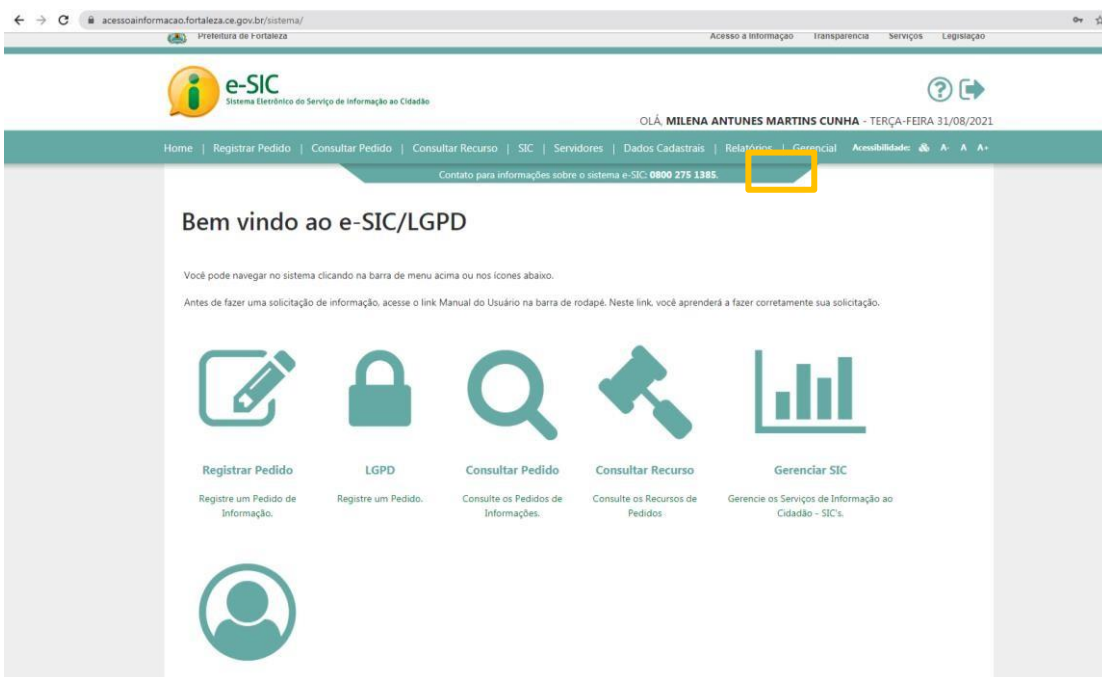 acessoainformacao.fortaleza.ce.gov.br/sistema/
Prefeitura de Fortaleza
Acesso à Informação Transparência Serviços Legislação
e-SIC
Sistema Eletrônico do Serviço de Informação ao Cidadão
OLÁ, MILENA ANTUNES MARTINS CUNHA - TERÇA-FEIRA 31/08/2021
Home | Registrar Pedido | Consultar Pedido | Consultar Recurso | SIC | Servidores | Dados Cadastrais | Relatórios | Gerencial Acessibilidade: A- A A+
Contato para informações sobre o sistema e-SIC: 0800 275 1385.
Bem vindo ao e-SIC/LGPD
Você pode navegar no sistema clicando na barra de menu acima ou nos ícones abaixo.
Antes de fazer uma solicitação de informação, acesse o link Manual do Usuário na barra de rodapé. Neste link, você aprenderá a fazer corretamente sua solicitação.
Registrar Pedido LGPD Consultar Pedido Consultar Recurso Gerenciar SIC
Registre um Pedido de Registre um Pedido. Consulte os Pedidos de Consulte os Recursos de Gerencie os Serviços de Informação ao
Informação. Informações. Pedidos Cidadão - SIC's.